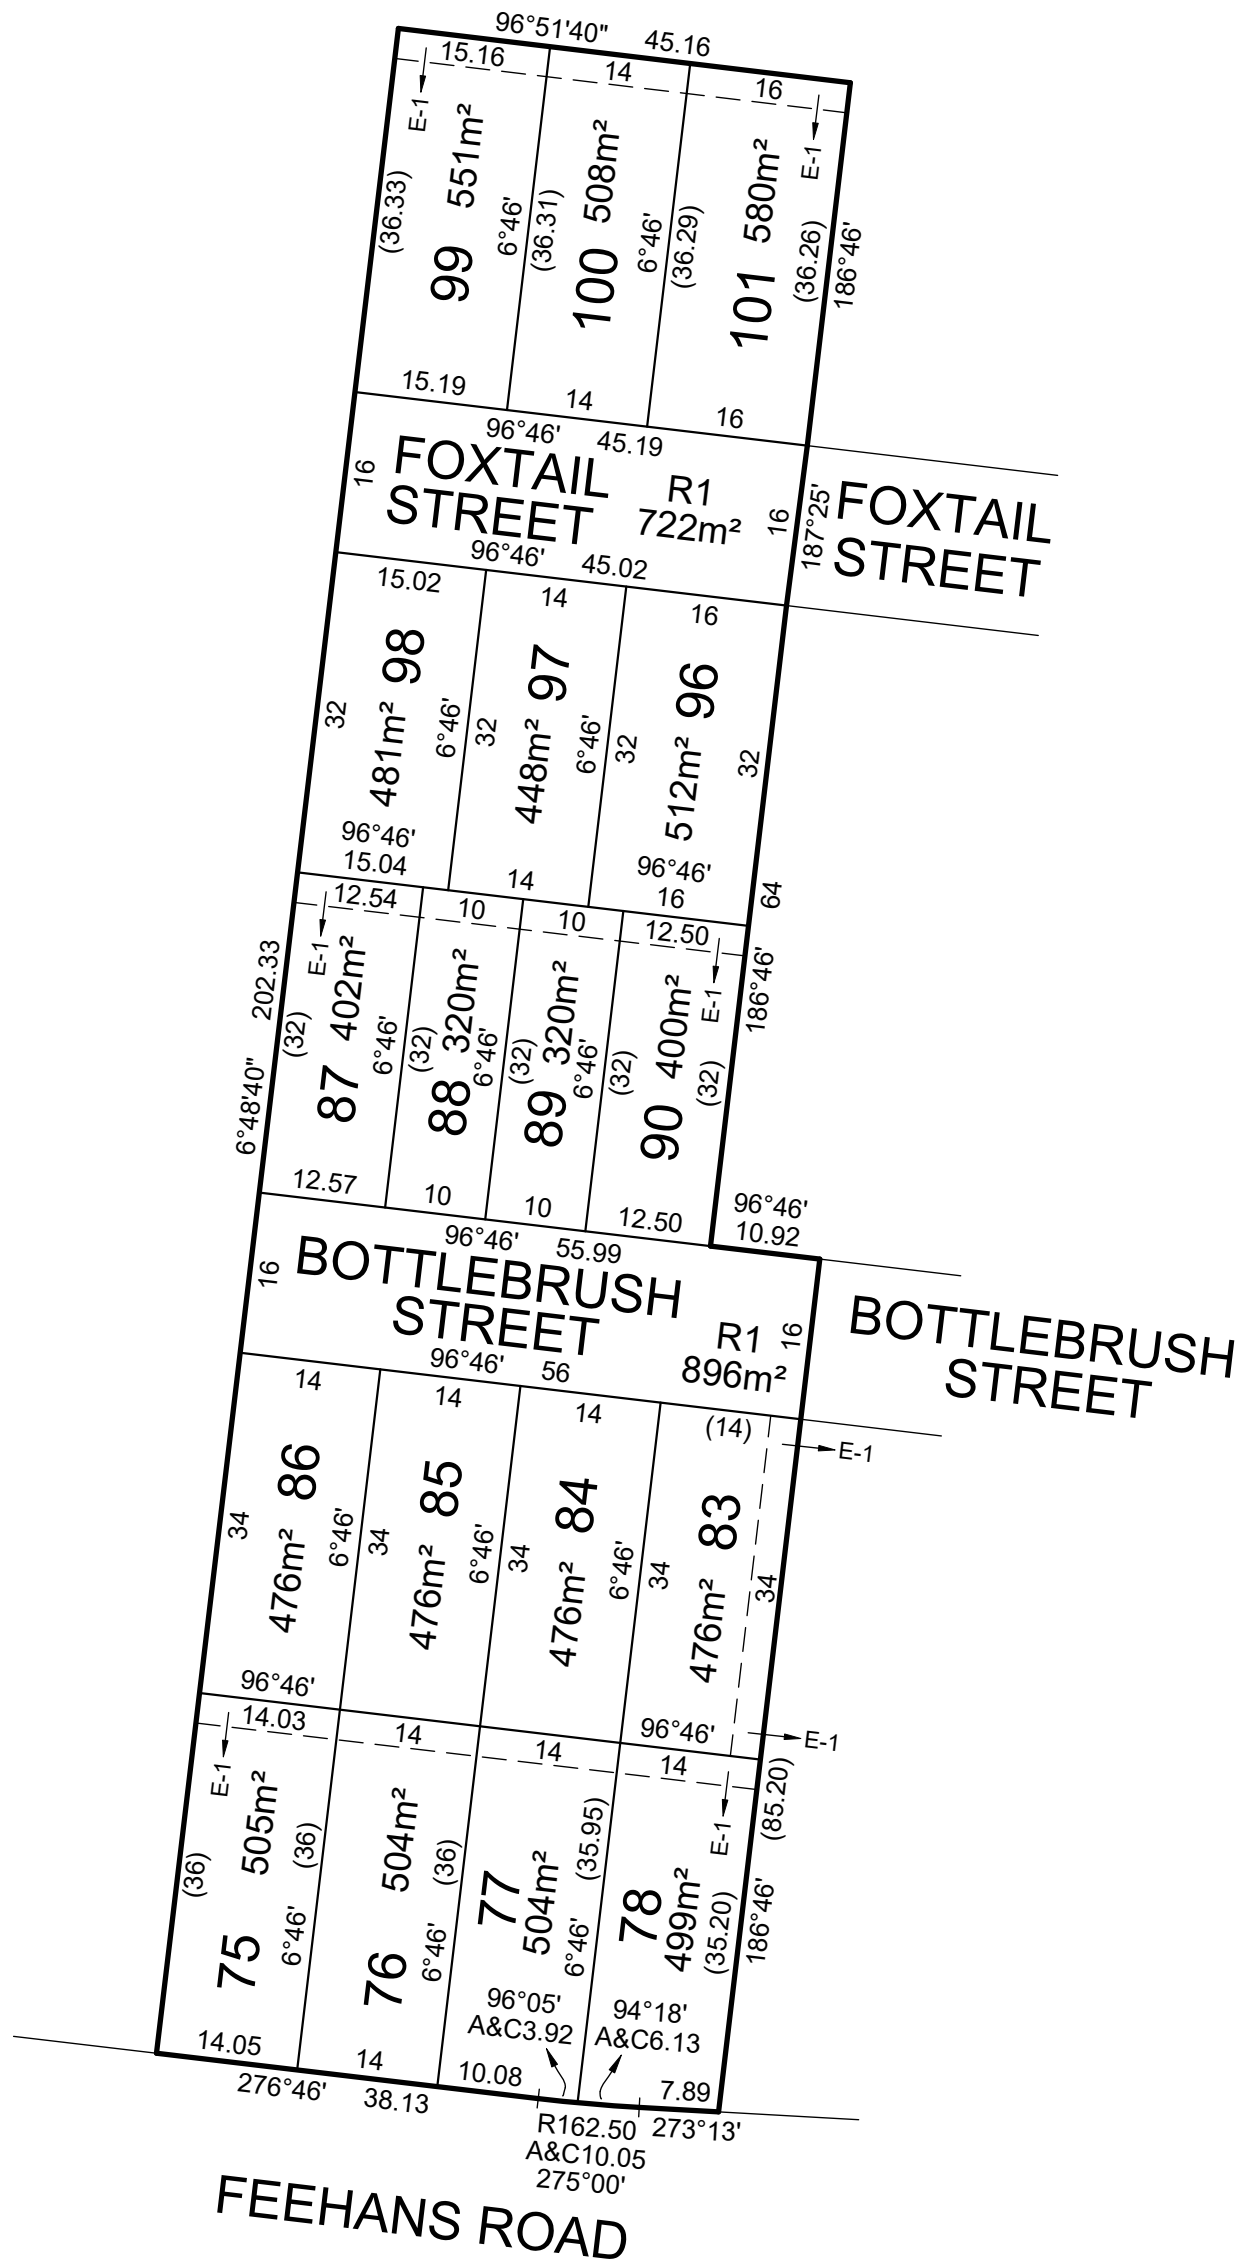 96°51'40" 45.16
15.16
14
16
E-1
E-1
99 551m²
100 508m²
101 580m²
(36.33)
6°46'
(36.31)
6°46'
(36.29)
(36.26)
186°46'
15.19
14
16
96°46' 45.19
16
FOXTAIL
STREET
R1
722m²
16
187°25'
FOXTAIL
STREET
96°46' 45.02
15.02
14
16
98
481m²
97
448m²
96
512m²
32
6°46'
32
6°46'
32
32
96°46'
15.04
14
96°46'
16
64
12.54
10
10
12.50
E-1
E-1
87 402m²
88 320m²
89 320m²
90 400m²
202.33
6°48'40"
(32)
6°46'
(32)
6°46'
(32)
6°46'
(32)
(32)
186°46'
12.57
10
10
12.50
96°46'
10.92
96°46' 55.99
16
BOTTLEBRUSH
STREET
R1
896m²
16
BOTTLEBRUSH
STREET
96°46' 56
14
14
14
(14)
E-1
86
476m²
85
476m²
84
476m²
83
476m²
34
6°46'
34
6°46'
34
6°46'
34
34
96°46'
96°46'
E-1
14.03
14
14
14
E-1
E-1
75
505m²
76
504m²
77
504m²
78
499m²
(36)
(36)
6°46'
(36)
6°46'
(35.95)
6°46'
(35.20)
(85.20)
186°46'
96°05'
A&C3.92
94°18'
A&C6.13
14.05
14
10.08
7.89
276°46' 38.13
R162.50
A&C10.05
275°00'
273°13'
FEEHANS ROAD